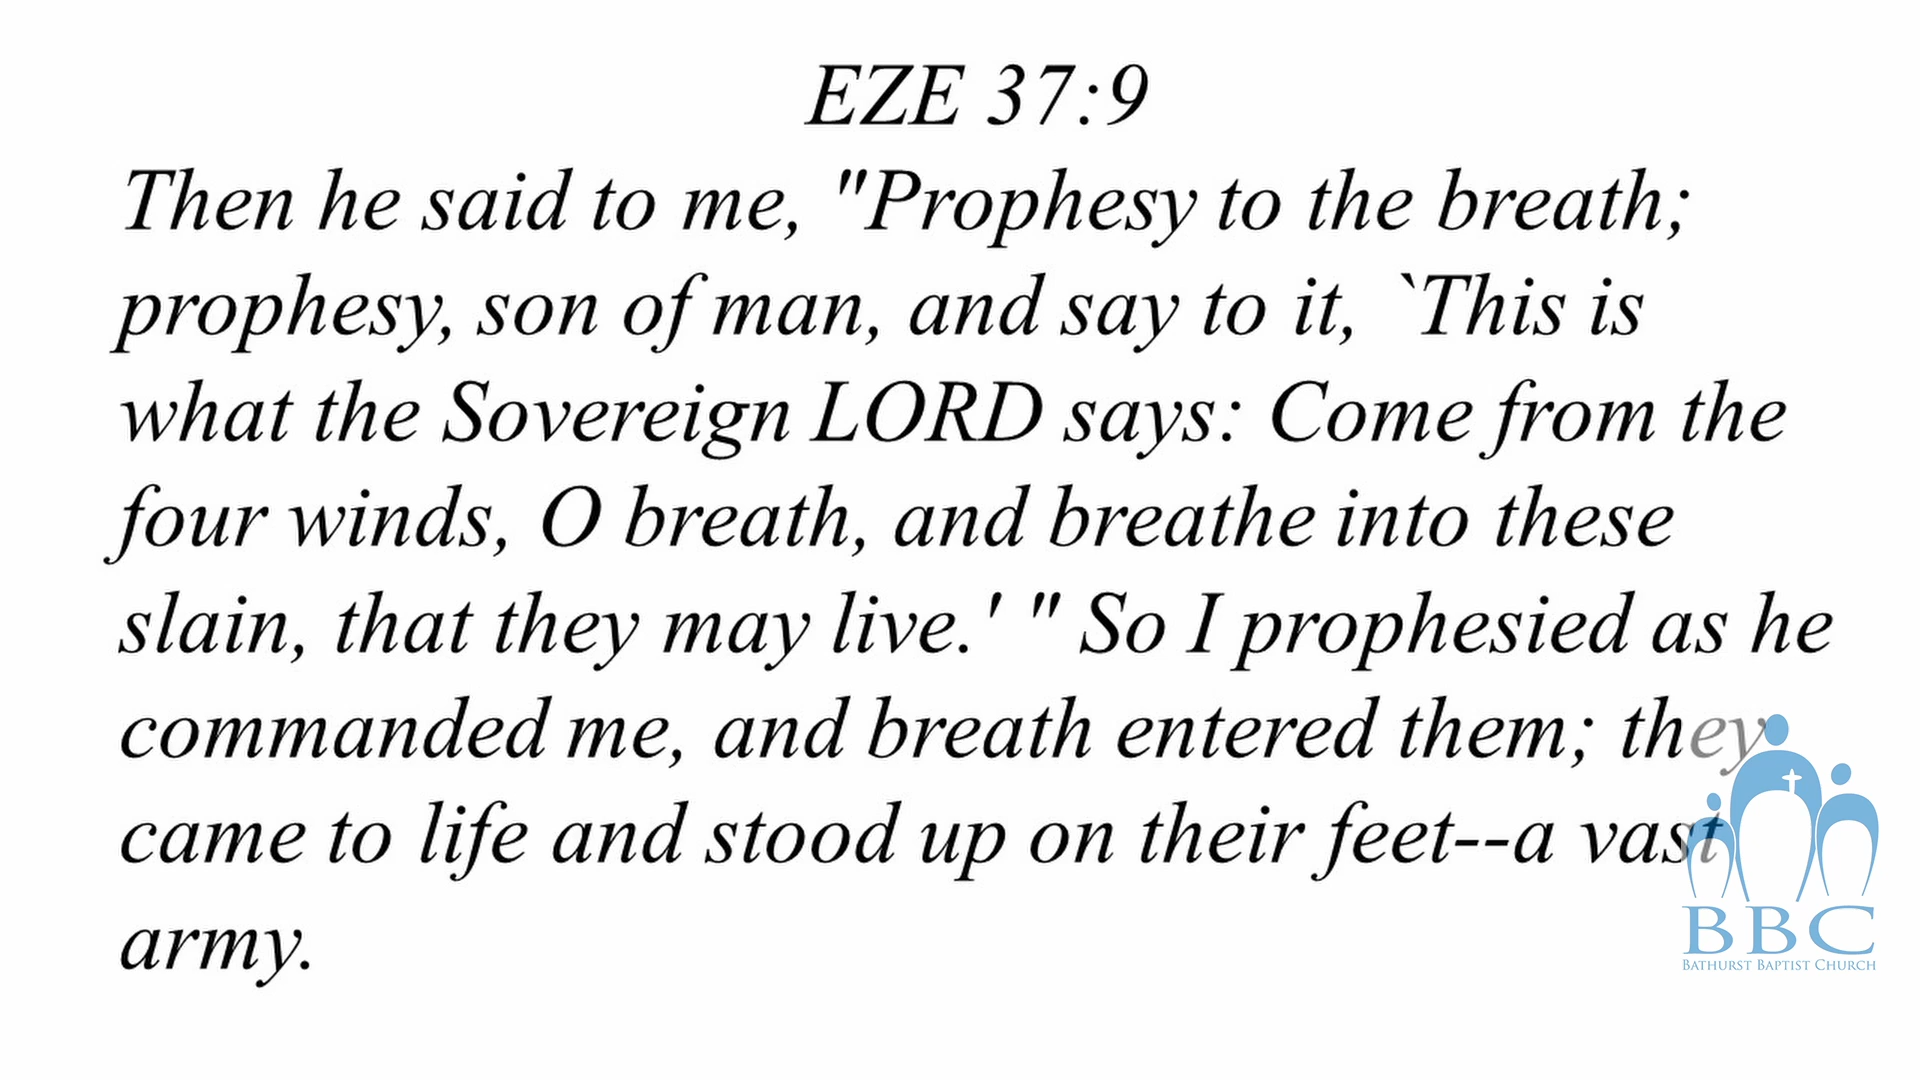 EZE 37:9
Then he said to me, "Prophesy to the breath;
prophesy, son of man, and say to it, `This is
what the Sovereign LORD says: Come from the
four winds, O breath, and breathe into these
slain, that they may live.' " So I prophesied as he
commanded me, and breath entered them; they
came to life and stood up on their feet--a vast
army.
BBC
BATHURST BAPTIST CHURCH